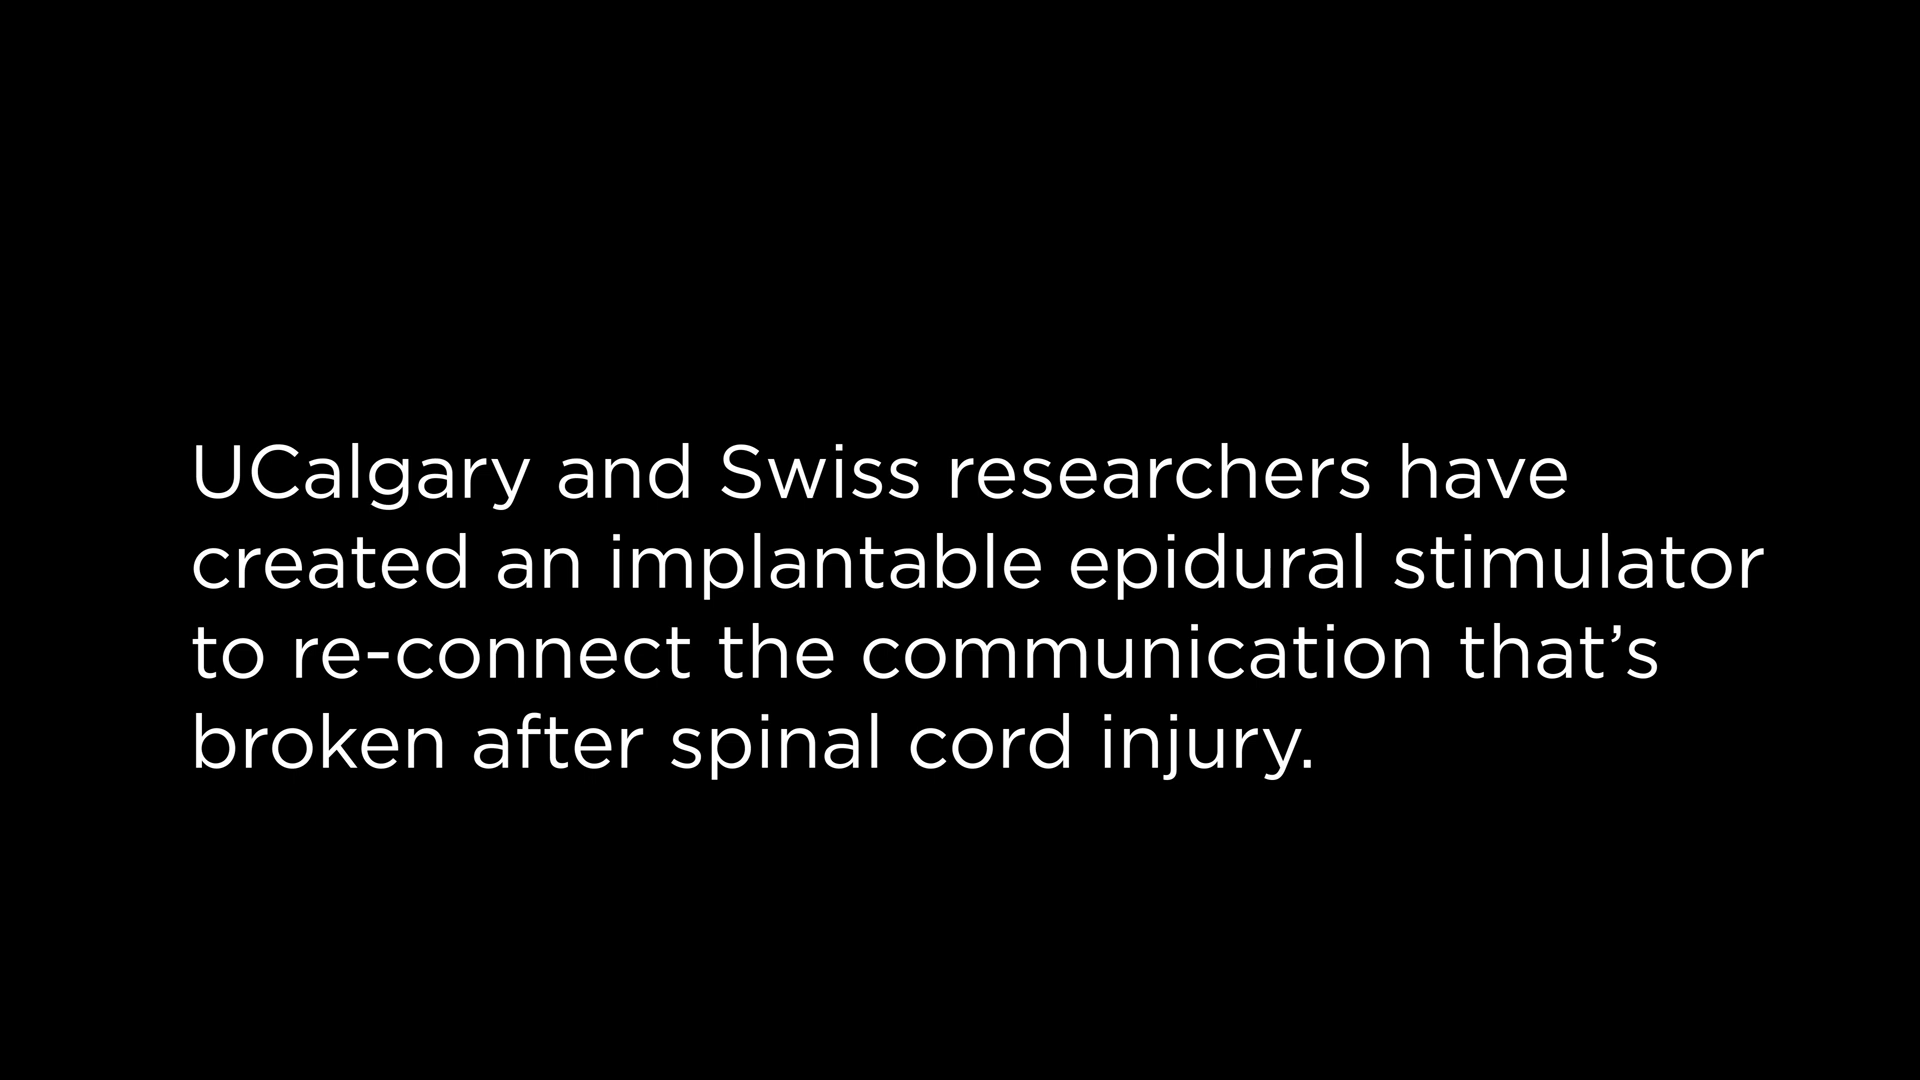 UCalgary and Swiss researchers have
created an implantable epidural stimulator
to re-connect the communication that’s
broken after spinal cord injury.